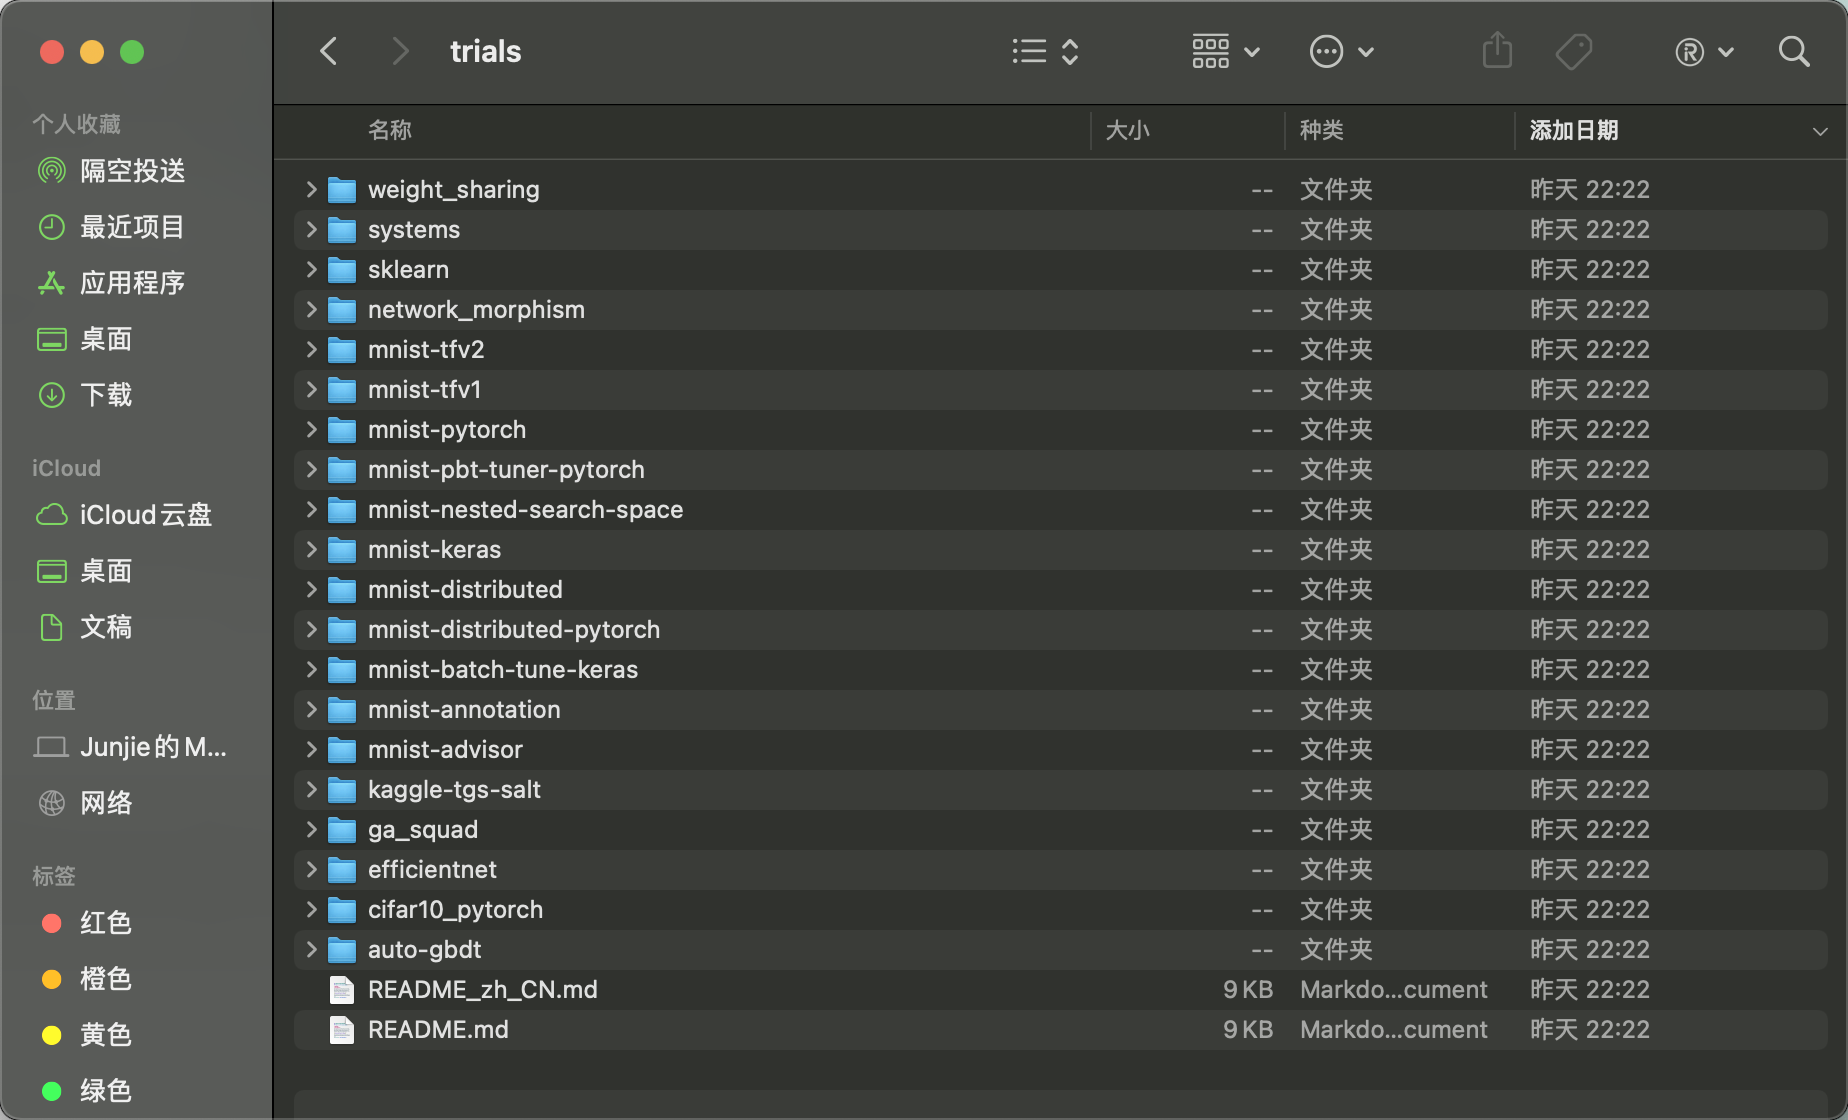 trials
个人收藏
隔空投送
最近项目
应用程序
桌面
下载
iCloud
iCloud云盘
桌面
文稿
位置
Junjie的M...
网络
标签
红色
橙色
黄色
绿色
名称 大小 种类 添加日期
weight_sharing -- 文件夹 昨天 22:22
systems -- 文件夹 昨天 22:22
sklearn -- 文件夹 昨天 22:22
network_morphism -- 文件夹 昨天 22:22
mnist-tfv2 -- 文件夹 昨天 22:22
mnist-tfv1 -- 文件夹 昨天 22:22
mnist-pytorch -- 文件夹 昨天 22:22
mnist-pbt-tuner-pytorch -- 文件夹 昨天 22:22
mnist-nested-search-space -- 文件夹 昨天 22:22
mnist-keras -- 文件夹 昨天 22:22
mnist-distributed -- 文件夹 昨天 22:22
mnist-distributed-pytorch -- 文件夹 昨天 22:22
mnist-batch-tune-keras -- 文件夹 昨天 22:22
mnist-annotation -- 文件夹 昨天 22:22
mnist-advisor -- 文件夹 昨天 22:22
kaggle-tgs-salt -- 文件夹 昨天 22:22
ga_squad -- 文件夹 昨天 22:22
efficientnet -- 文件夹 昨天 22:22
cifar10_pytorch -- 文件夹 昨天 22:22
auto-gbdt -- 文件夹 昨天 22:22
README_zh_CN.md 9 KB Markdo...cument 昨天 22:22
README.md 9 KB Markdo...cument 昨天 22:22